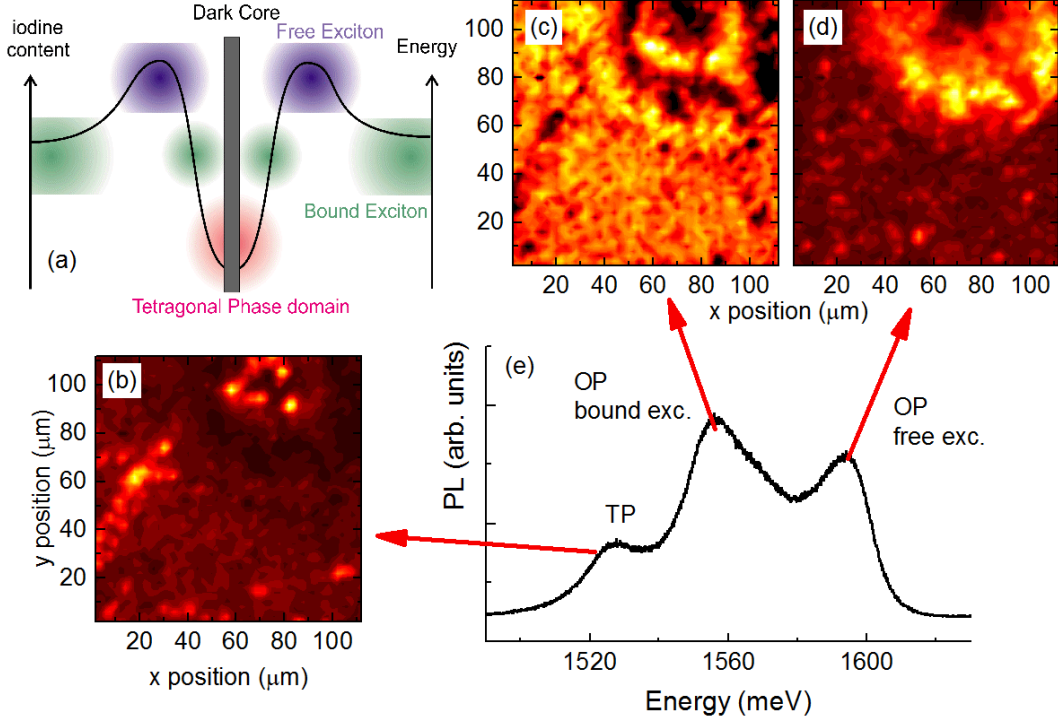 iodine
content
Dark Core
Free Exciton
Energy
Bound Exciton
(a)
Tetragonal Phase domain
(c)
100
80
60
40
20
20 40 60 80 100
x position (μm)
(d)
20 40 60 80 100
(b)
100
80
60
40
20
y position (μm)
20 40 60 80 100
x position (μm)
(e)
OP
bound exc.
OP
free exc.
TP
PL (arb. units)
1520 1560 1600
Energy (meV)